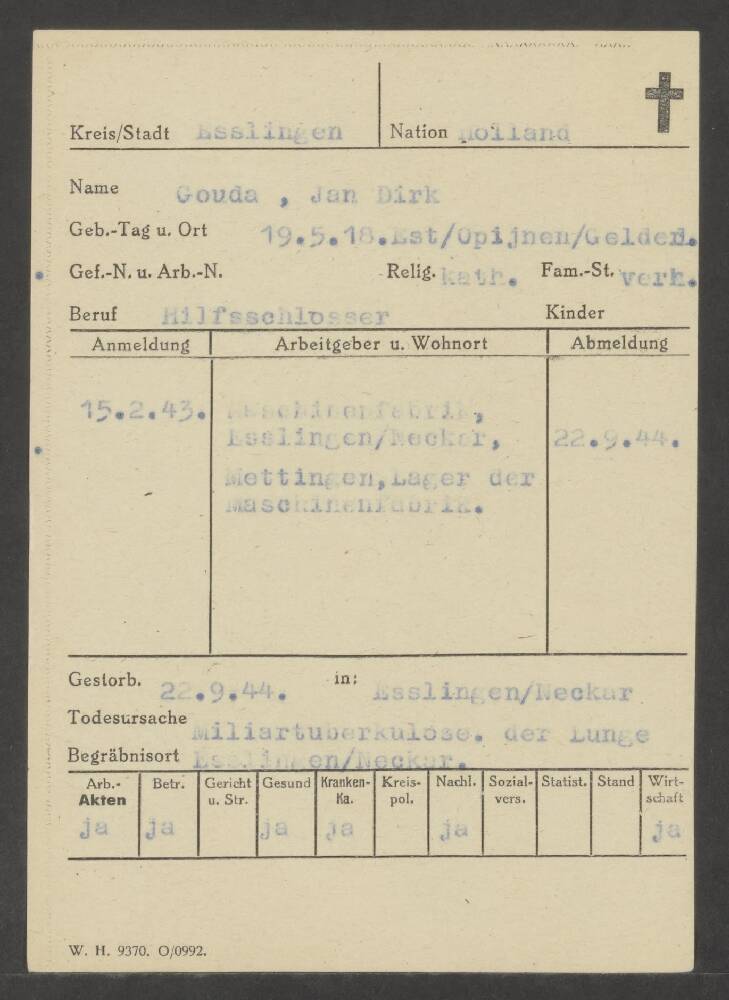 Kreis/Stadt Esslingen Nation Holland
Name Gouda , Jan Dirk
Geb.-Tag u. Ort 19.5.18.Est/Opijnen/Gelderl.
Gef.-N. u. Arb.-N. Relig. kath. Fam.-St. verh.
Beruf Hilfsschlosser Kinder
Anmeldung Arbeitgeber u. Wohnort Abmeldung
15.2.43. Maschinenfabrik,
Esslingen/Neckar, 22.9.44.
Mettingen,Lager der
Maschinenfabrik.
Gestorb. 22.9.44. in: Esslingen/Neckar
Todesursache Miliartuberkulose. der Lunge
Begräbnisort Esslingen/Neckar.
Arb.-Akten Betr. Gericht u. Str. Gesund Kranken-Ka. Kreis-pol. Nachl. Sozial-vers. Statist. Stand Wirt-schaft
ja ja ja ja ja ja
W. H. 9370. O/0992.